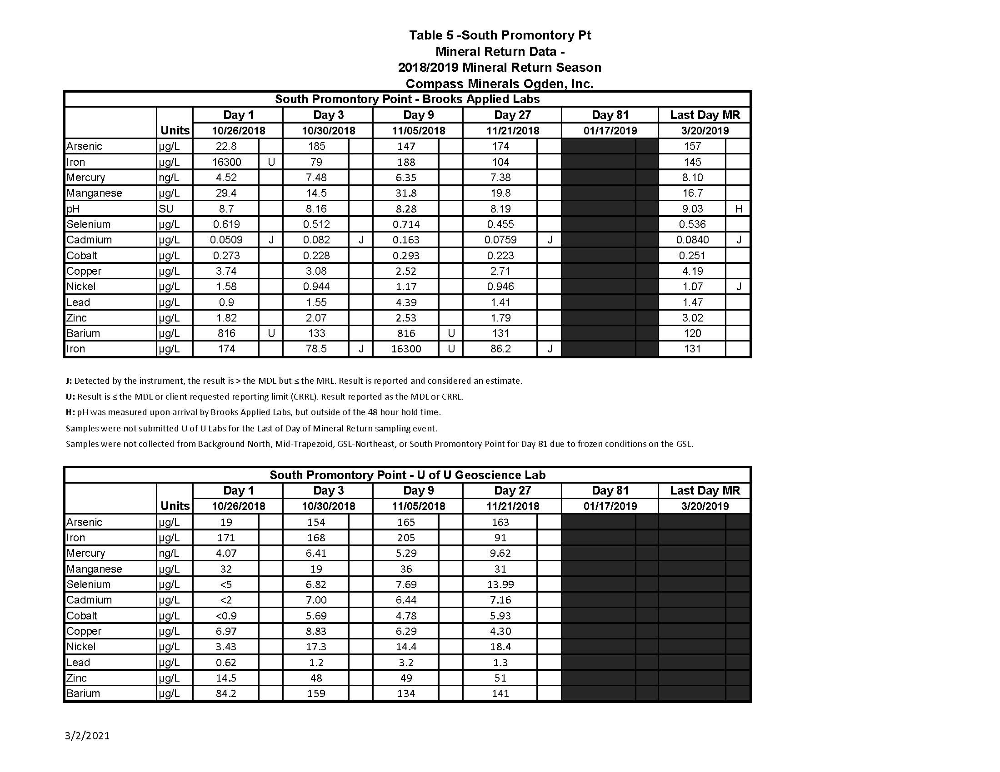 Table 5 -South Promontory Pt
Mineral Return Data -
2018/2019 Mineral Return Season
Compass Minerals Ogden, Inc.
South Promontory Point - Brooks Applied Labs
Day 1 Day 3 Day 9 Day 27 Day 81 Last Day MR
Units 10/26/2018 10/30/2018 11/05/2018 11/21/2018 01/17/2019 3/20/2019
Arsenic µg/L 22.8 185 147 174 157
Iron µg/L 16300 U 79 188 104 145
Mercury ng/L 4.52 7.48 6.35 7.38 8.10
Manganese µg/L 29.4 14.5 31.8 19.8 16.7
pH SU 8.7 8.16 8.28 8.19 9.03 H
Selenium µg/L 0.619 0.512 0.714 0.455 0.536
Cadmium µg/L 0.0509 J 0.082 J 0.163 0.0759 J 0.0840 J
Cobalt µg/L 0.273 0.228 0.293 0.223 0.251
Copper µg/L 3.74 3.08 2.52 2.71 4.19
Nickel µg/L 1.58 0.944 1.17 0.946 1.07 J
Lead µg/L 0.9 1.55 4.39 1.41 1.47
Zinc µg/L 1.82 2.07 2.53 1.79 3.02
Barium µg/L 816 U 133 816 U 131 120
Iron µg/L 174 78.5 J 16300 U 86.2 J 131
J: Detected by the instrument, the result is > the MDL but ≤ the MRL. Result is reported and considered an estimate.
U: Result is ≤ the MDL or client requested reporting limit (CRRL). Result reported as the MDL or CRRL.
H: pH was measured upon arrival by Brooks Applied Labs, but outside of the 48 hour hold time.
Samples were not submitted U of U Labs for the Last of Day of Mineral Return sampling event.
Samples were not collected from Background North, Mid-Trapezoid, GSL-Northeast, or South Promontory Point for Day 81 due to frozen conditions on the GSL.
South Promontory Point - U of U Geoscience Lab
Day 1 Day 3 Day 9 Day 27 Day 81 Last Day MR
Units 10/26/2018 10/30/2018 11/05/2018 11/21/2018 01/17/2019 3/20/2019
Arsenic µg/L 19 154 165 163
Iron µg/L 171 168 205 91
Mercury ng/L 4.07 6.41 5.29 9.62
Manganese µg/L 32 19 36 31
Selenium µg/L <5 6.82 7.69 13.99
Cadmium µg/L <2 7.00 6.44 7.16
Cobalt µg/L <0.9 5.69 4.78 5.93
Copper µg/L 6.97 8.83 6.29 4.30
Nickel µg/L 3.43 17.3 14.4 18.4
Lead µg/L 0.62 1.2 3.2 1.3
Zinc µg/L 14.5 48 49 51
Barium µg/L 84.2 159 134 141
3/2/2021